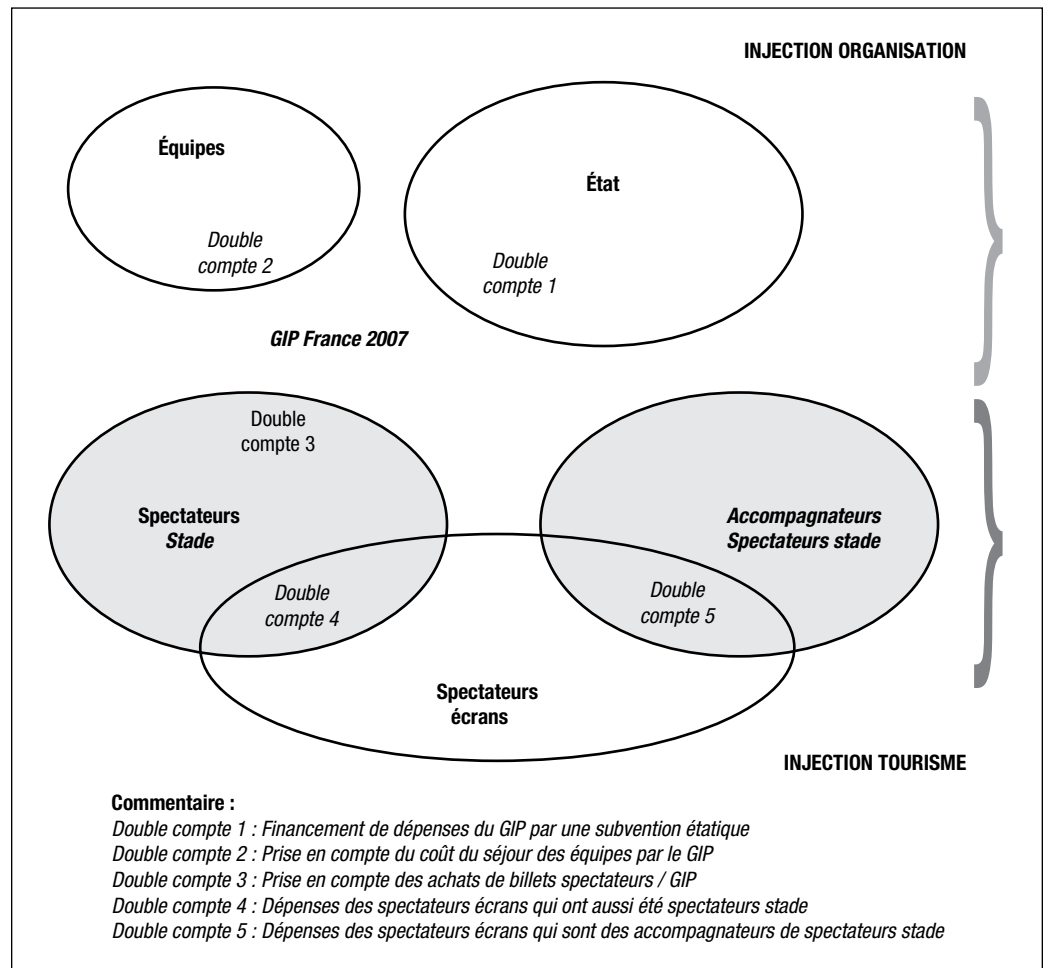 INJECTION ORGANISATION
Équipes
État
Double
compte 2
Double
compte 1
GIP France 2007
Double
compte 3
Spectateurs
Stade
Accompagnateurs
Spectateurs stade
Double
compte 4
Double
compte 5
Spectateurs
écrans
INJECTION TOURISME
Commentaire :
Double compte 1 : Financement de dépenses du GIP par une subvention étatique
Double compte 2 : Prise en compte du coût du séjour des équipes par le GIP
Double compte 3 : Prise en compte des achats de billets spectateurs / GIP
Double compte 4 : Dépenses des spectateurs écrans qui ont aussi été spectateurs stade
Double compte 5 : Dépenses des spectateurs écrans qui sont des accompagnateurs de spectateurs stade